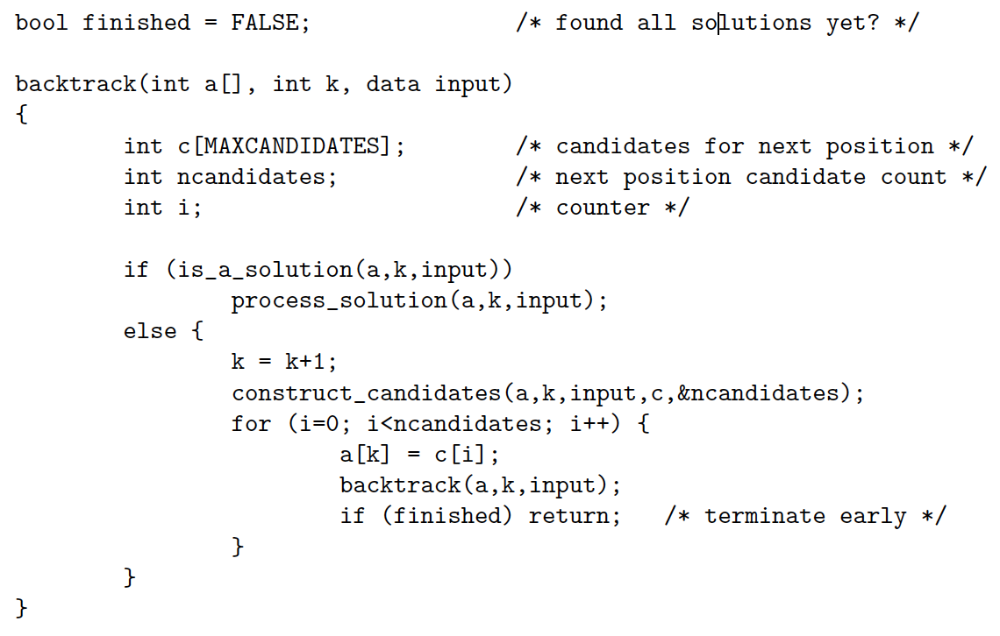 bool finished = FALSE; /* found all solutions yet? */
backtrack(int a[], int k, data input)
{
int c[MAXCANDIDATES]; /* candidates for next position */
int ncandidates; /* next position candidate count */
int i; /* counter */
if (is_a_solution(a,k,input))
process_solution(a,k,input);
else {
k = k+1;
construct_candidates(a,k,input,c,&ncandidates);
for (i=0; i<ncandidates; i++) {
a[k] = c[i];
backtrack(a,k,input);
if (finished) return; /* terminate early */
}
}
}